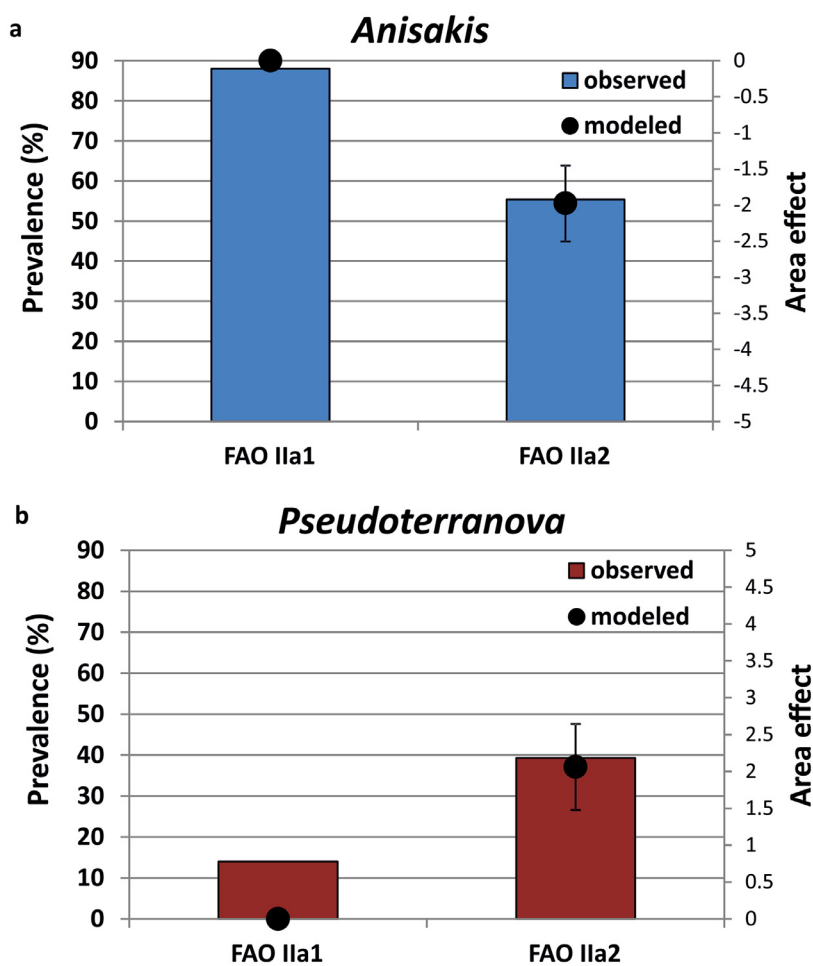 a
Anisakis
90
80
70
60
50
40
30
20
10
0
Prevalence (%)
observed
modeled
0
-0.5
-1
-1.5
-2
-2.5
-3
-3.5
-4
-4.5
-5
Area effect
FAO IIa1
FAO IIa2
b
Pseudoterranova
90
80
70
60
50
40
30
20
10
0
Prevalence (%)
observed
modeled
5
4.5
4
3.5
3
2.5
2
1.5
1
0.5
0
Area effect
FAO IIa1
FAO IIa2